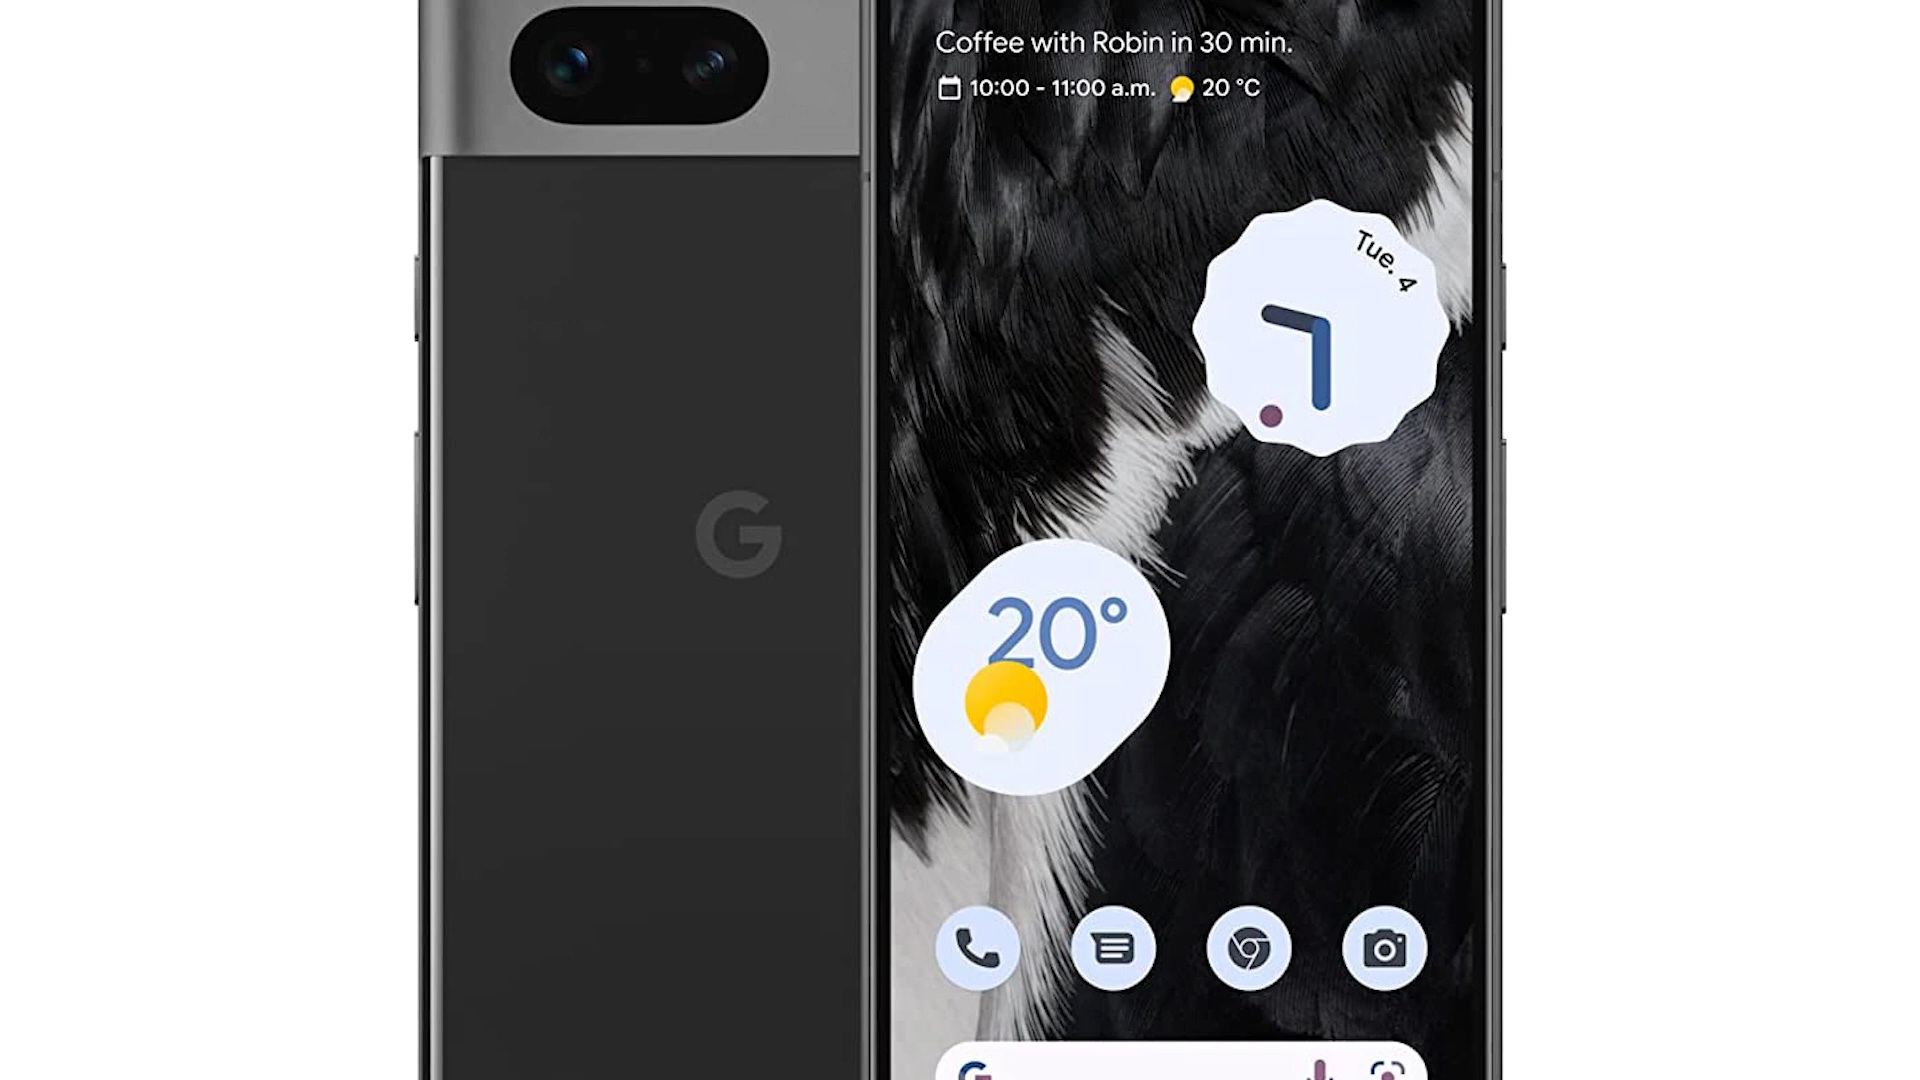 Coffee with Robin in 30 min.
10:00 - 11:00 a.m. 20 °C
Tue. 4
G
20°